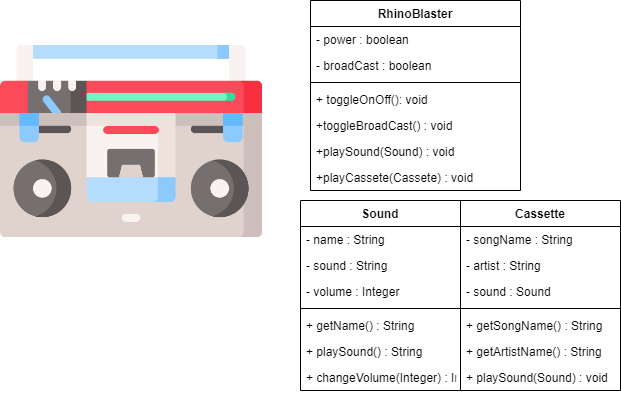 RhinoBlaster
- power : boolean
- broadCast : boolean
+ toggleOnOff(): void
+toggleBroadCast() : void
+playSound(Sound) : void
+playCassete(Cassete) : void
Sound
- name : String
- sound : String
- volume : Integer
+ getName() : String
+ playSound() : String
+ changeVolume(Integer) :
Cassette
- songName : String
- artist : String
- sound : Sound
+ getSongName() : String
+ getArtistName() : String
+ playSound(Sound) : void